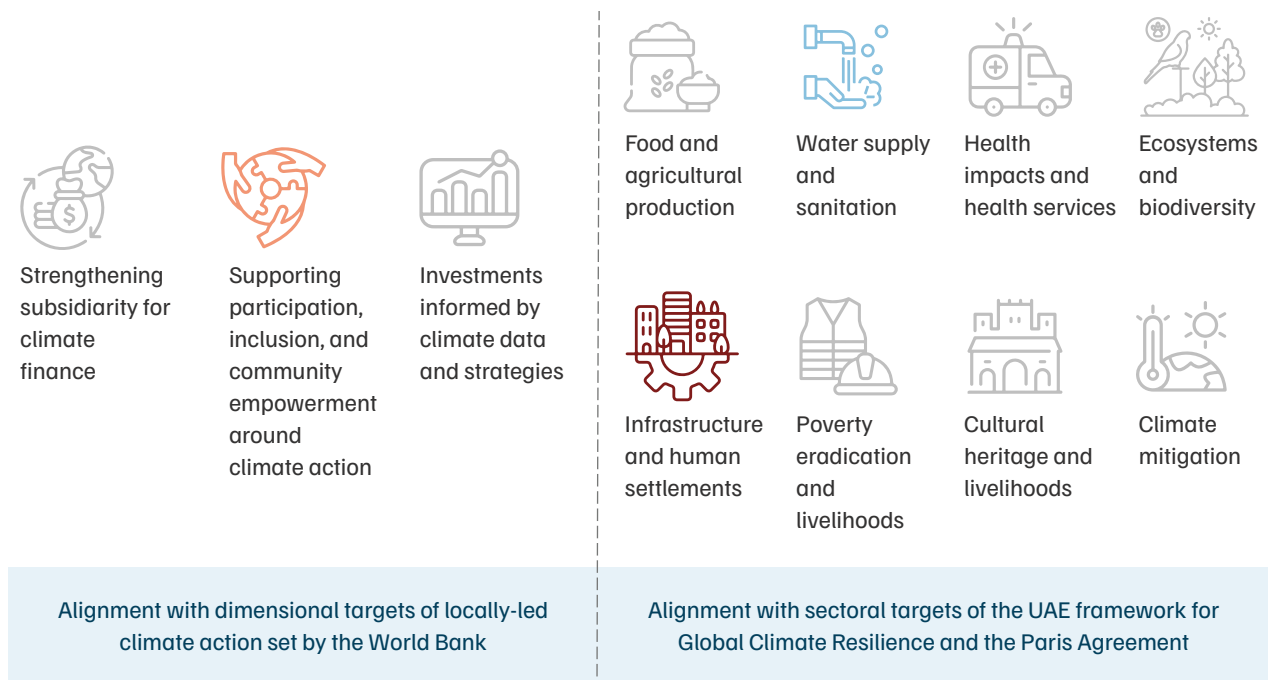 Strengthening
subsidiarity for
climate
finance
Supporting
participation,
inclusion, and
community
empowerment
around
climate action
Investments
informed by
climate data
and strategies
Food and
agricultural
production
Water supply
and
sanitation
Health
impacts and
health services
Ecosystems
and
biodiversity
Infrastructure
and human
settlements
Poverty
eradication
and
livelihoods
Cultural
heritage and
livelihoods
Climate
mitigation
Alignment with dimensional targets of locally-led
climate action set by the World Bank
Alignment with sectoral targets of the UAE framework for
Global Climate Resilience and the Paris Agreement